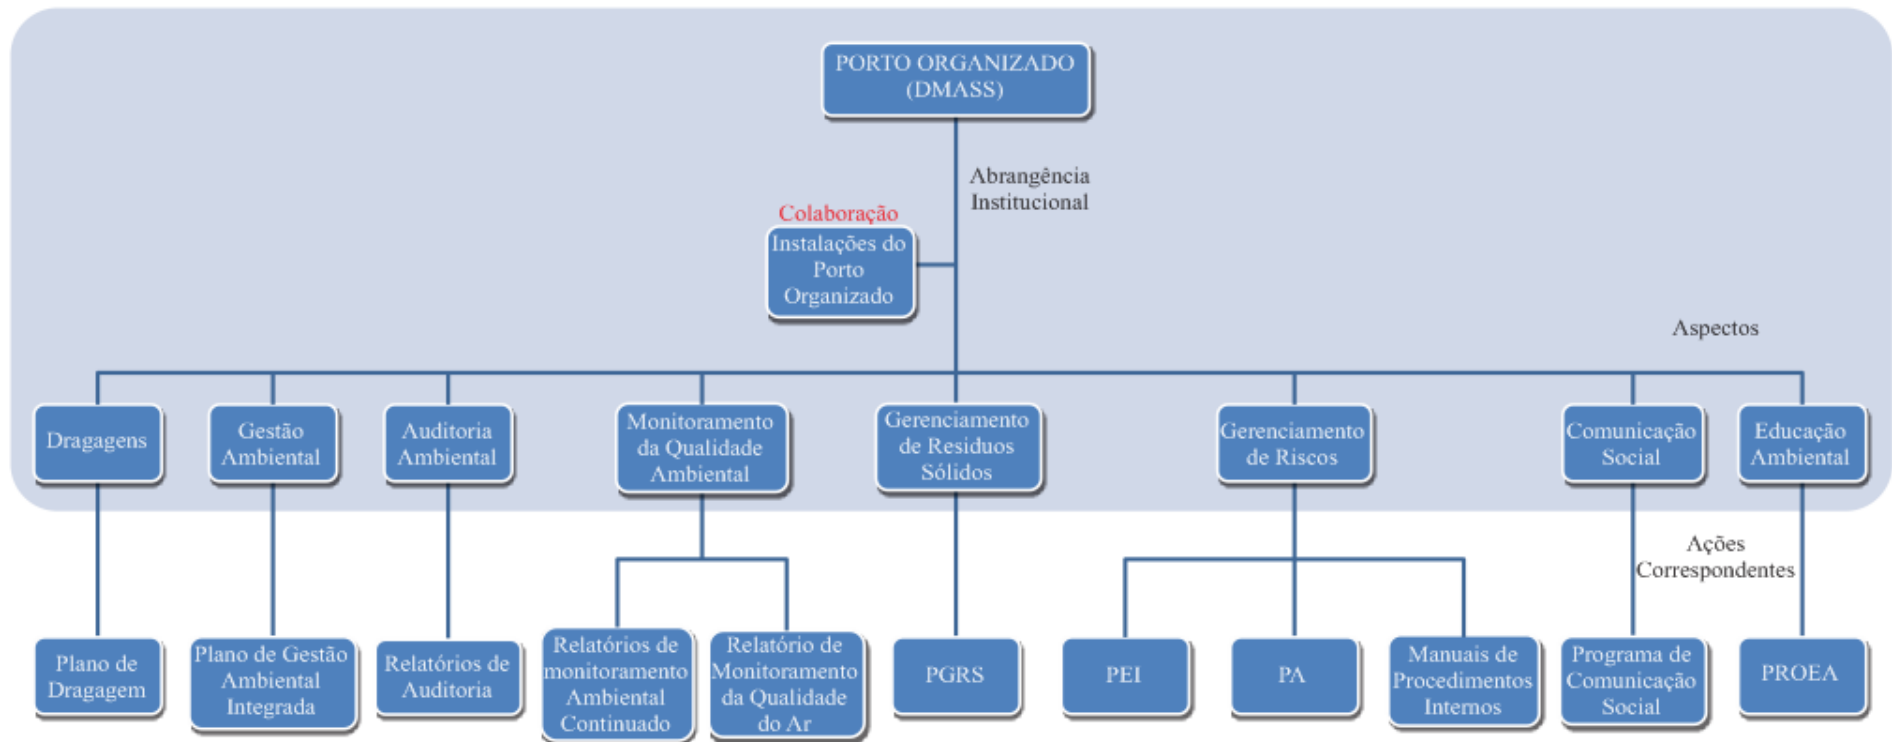 PORTO ORGANIZADO
(DMASS)
Abrangência
Institucional
Colaboração
Instalações do
Porto
Organizado
Aspectos
Dragagens
Gestão
Ambiental
Auditoria
Ambiental
Monitoramento
da Qualidade
Ambiental
Gerenciamento
de Residuos
Sólidos
Gerenciamento
de Riscos
Comunicação
Social
Educação
Ambiental
Ações
Correspondentes
Plano de
Dragagem
Plano de Gestão
Ambiental
Integrada
Relatórios de
Auditoria
Relatórios de
monitoramento
Ambiental
Continuado
Relatório de
Monitoramento
da Qualidade
do Ar
PGRS
PEI
PA
Manuais de
Procedimentos
Internos
Programa de
Comunicação
Social
PROEA